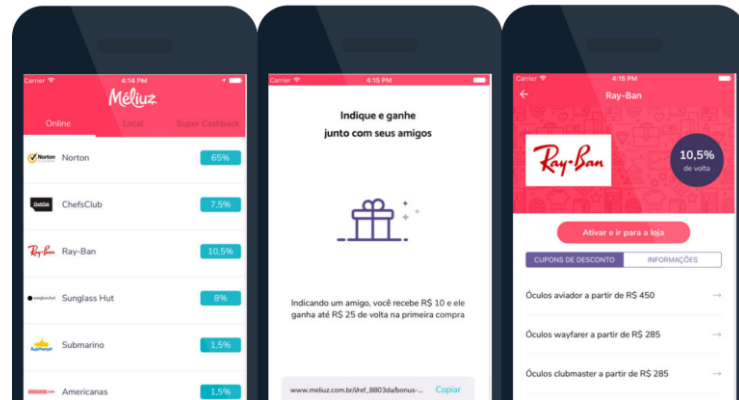 Carrier 4:14 PM
Méliuz
Online Local Super Cashback
Norton Norton 65%
ChefsClub 7,5%
Ray-Ban Ray-Ban 10,5%
Sunglass Hut 8%
Submarino Submarino 1,5%
Americanas 1,5%
Carrier 4:15 PM
Indique e ganhe
junto com seus amigos
Indicando um amigo, você recebe R$ 10 e ele
ganha até R$ 25 de volta na primeira compra
www.meliuz.com.br/i/ref_8803da/bonus-... Copiar
Carrier 4:15 PM
Ray-Ban
Ray-Ban
10,5%
de volta
Ativar e ir para a loja
CUPONS DE DESCONTO INFORMAÇÕES
Óculos aviador a partir de R$ 450
Óculos wayfarer a partir de R$ 285
Óculos clubmaster a partir de R$ 285